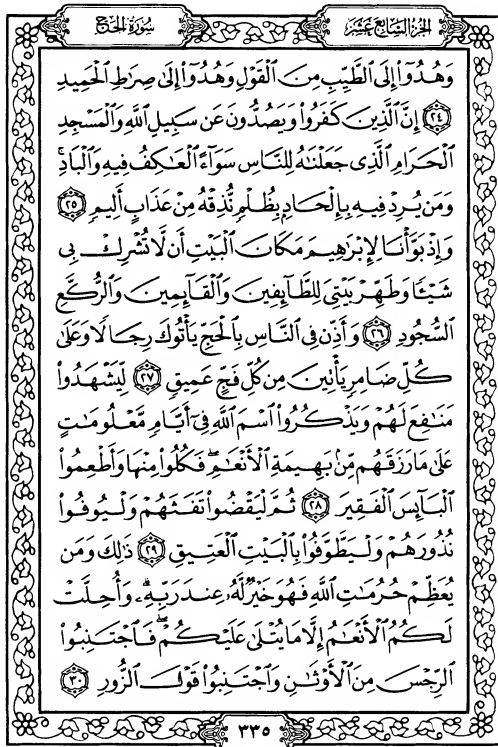 الجزء السابع عشر
سورة الحج
وَهُدُوٓا۟ إِلَى ٱلطَّيِّبِ مِنَ ٱلْقَوْلِ وَهُدُوٓا۟ إِلَىٰ صِرَٰطِ ٱلْحَمِيدِ
٢٤ إِنَّ ٱلَّذِينَ كَفَرُوا۟ وَيَصُدُّونَ عَن سَبِيلِ ٱللَّهِ وَٱلْمَسْجِدِ
ٱلْحَرَامِ ٱلَّذِى جَعَلْنَٰهُ لِلنَّاسِ سَوَآءً ٱلْعَٰكِفُ فِيهِ وَٱلْبَادِ ۚ
وَمَن يُرِدْ فِيهِ بِإِلْحَادٍۭ بِظُلْمٍ نُّذِقْهُ مِنْ عَذَابٍ أَلِيمٍ ٢٥
وَإِذْ بَوَّأْنَا لِإِبْرَٰهِيمَ مَكَانَ ٱلْبَيْتِ أَن لَّا تُشْرِكْ بِى
شَيْـًٔا وَطَهِّرْ بَيْتِىَ لِلطَّآئِفِينَ وَٱلْقَآئِمِينَ وَٱلرُّكَّعِ
ٱلسُّجُودِ ٢٦ وَأَذِّن فِى ٱلنَّاسِ بِٱلْحَجِّ يَأْتُوكَ رِجَالًا وَعَلَىٰ
كُلِّ ضَامِرٍ يَأْتِينَ مِن كُلِّ فَجٍّ عَمِيقٍ ٢٧ لِّيَشْهَدُوا۟
مَنَٰفِعَ لَهُمْ وَيَذْكُرُوا۟ ٱسْمَ ٱللَّهِ فِىٓ أَيَّامٍ مَّعْلُومَٰتٍ
عَلَىٰ مَا رَزَقَهُم مِّنۢ بَهِيمَةِ ٱلْأَنْعَٰمِ ۖ فَكُلُوا۟ مِنْهَا وَأَطْعِمُوا۟
ٱلْبَآئِسَ ٱلْفَقِيرَ ٢٨ ثُمَّ لْيَقْضُوا۟ تَفَثَهُمْ وَلْيُوفُوا۟
نُذُورَهُمْ وَلْيَطَّوَّفُوا۟ بِٱلْبَيْتِ ٱلْعَتِيقِ ٢٩ ذَٰلِكَ وَمَن
يُعَظِّمْ حُرُمَٰتِ ٱللَّهِ فَهُوَ خَيْرٌ لَّهُۥ عِندَ رَبِّهِۦ ۗ وَأُحِلَّتْ
لَكُمُ ٱلْأَنْعَٰمُ إِلَّا مَا يُتْلَىٰ عَلَيْكُمْ ۖ فَٱجْتَنِبُوا۟
ٱلرِّجْسَ مِنَ ٱلْأَوْثَٰنِ وَٱجْتَنِبُوا۟ قَوْلَ ٱلزُّورِ ٣٠
٣٣٥